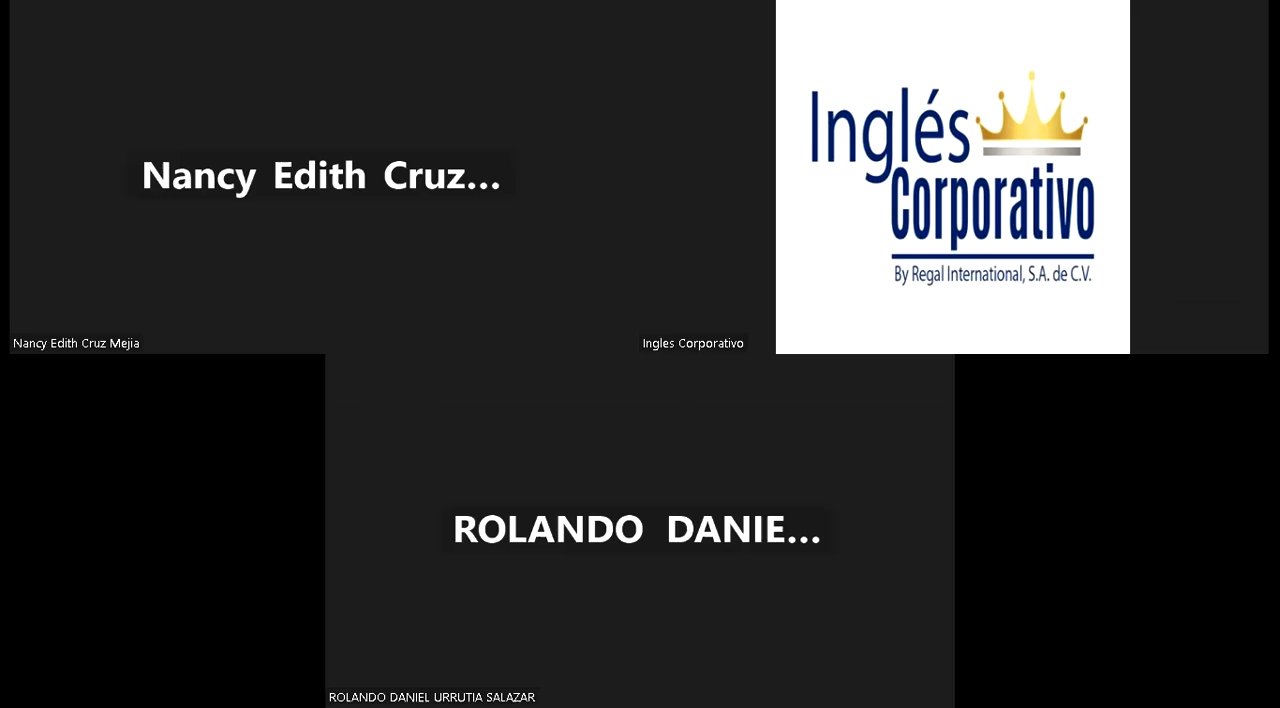 Nancy Edith Cruz...
Nancy Edith Cruz Mejia
Inglés
Corporativo
By Regal International, S.A. de C.V.
Ingles Corporativo
ROLANDO DANIE...
ROLANDO DANIEL URRUTIA SALAZAR